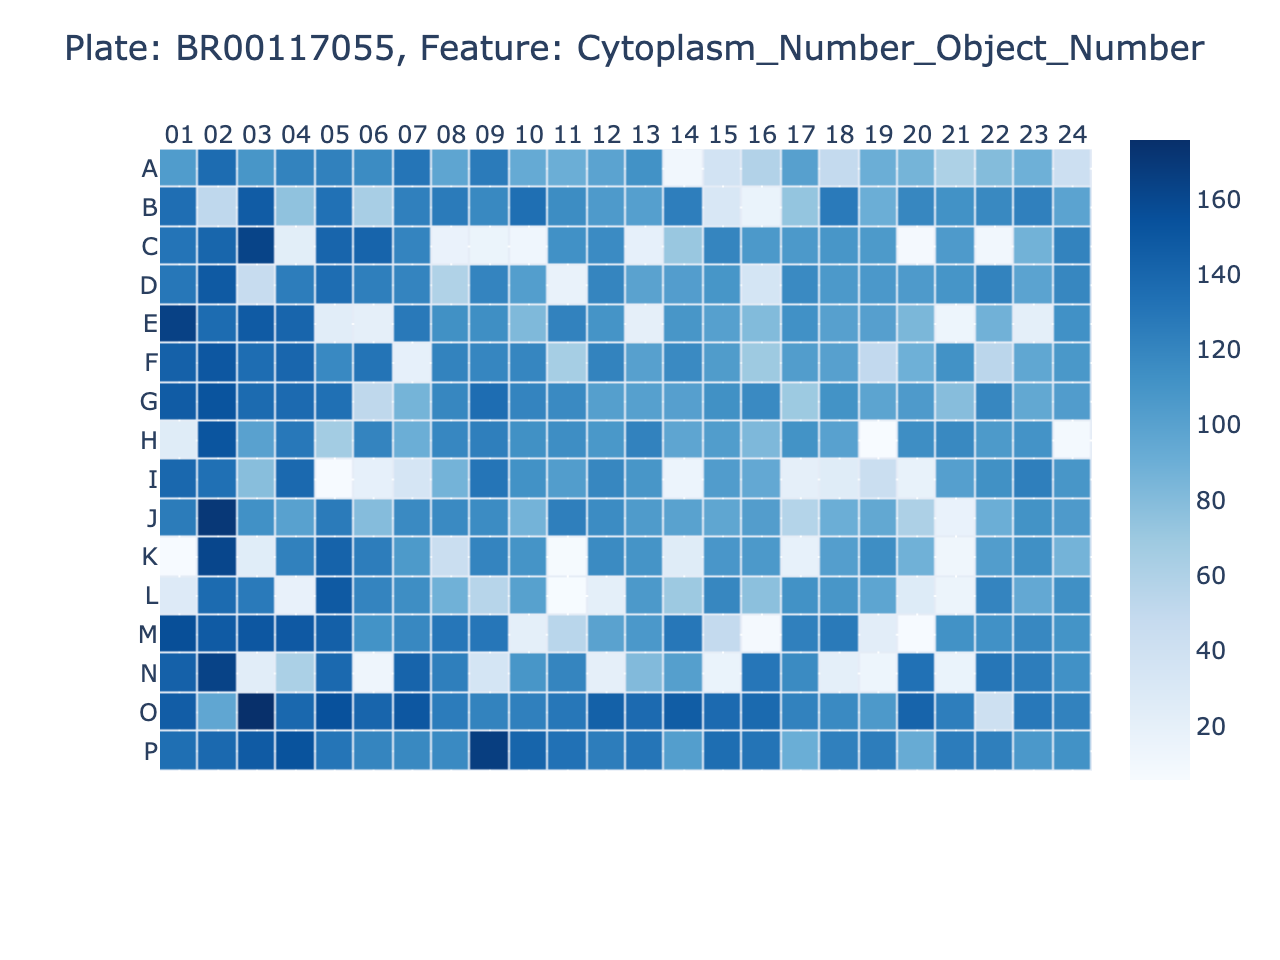 Plate: BR00117055, Feature: Cytoplasm_Number_Object_Number
01 02 03 04 05 06 07 08 09 10 11 12 13 14 15 16 17 18 19 20 21 22 23 24
A
B
C
D
E
F
G
H
I
J
K
L
M
N
O
P
160
140
120
100
80
60
40
20